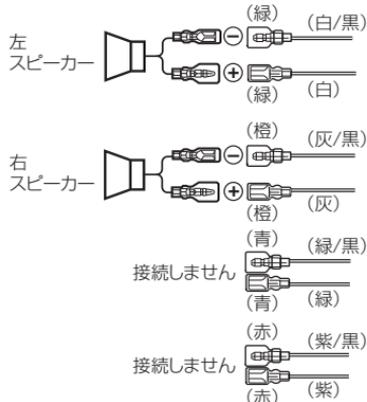 (緑)
(白/黒)
左
スピーカー
⊖
⊕
(緑)
(白)
(橙)
(灰/黒)
右
スピーカー
⊖
⊕
(橙)
(灰)
(青)
(緑/黒)
接続しません
(青)
(緑)
(赤)
(紫/黒)
接続しません
(赤)
(紫)